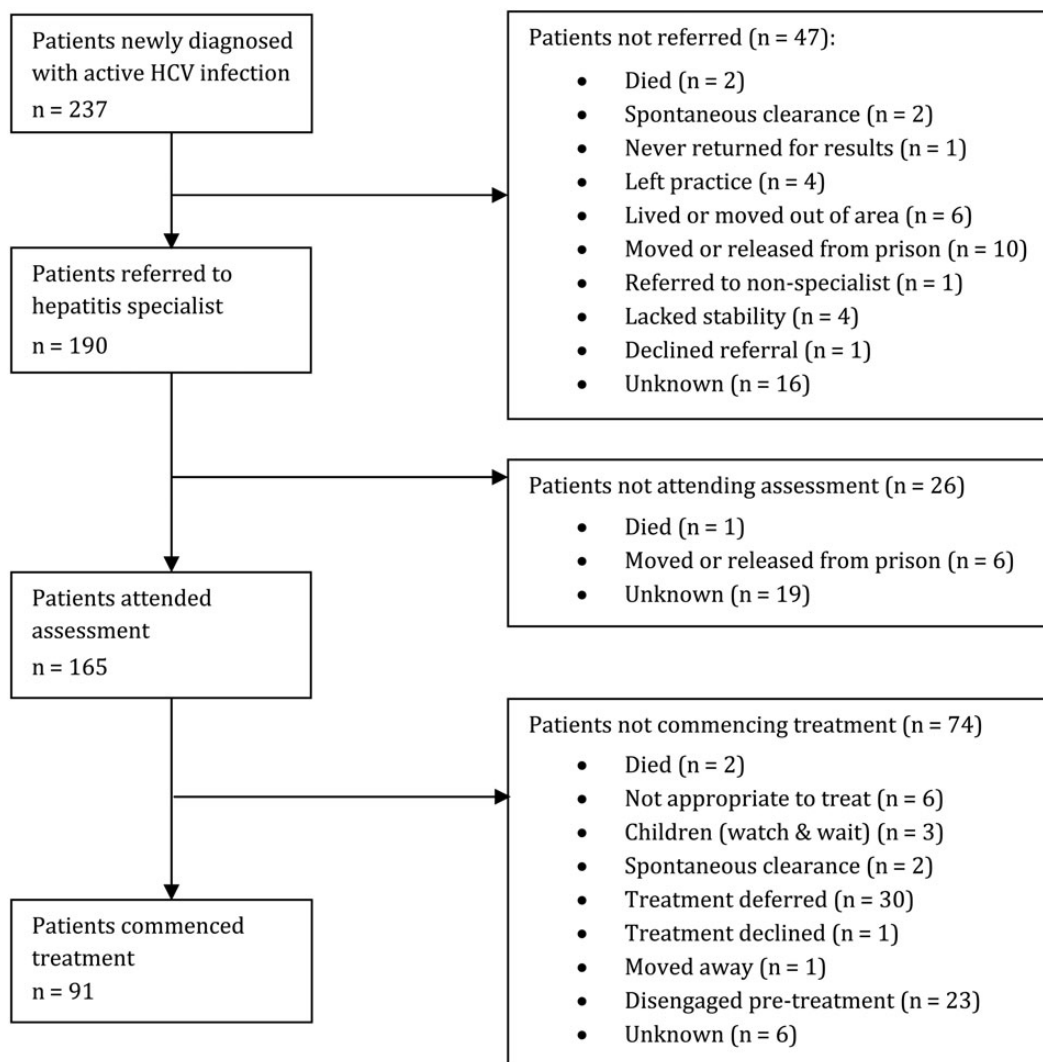 Patients newly diagnosed
with active HCV infection
n = 237
Patients not referred (n = 47):
• Died (n = 2)
• Spontaneous clearance (n = 2)
• Never returned for results (n = 1)
• Left practice (n = 4)
• Lived or moved out of area (n = 6)
• Moved or released from prison (n = 10)
• Referred to non-specialist (n = 1)
• Lacked stability (n = 4)
• Declined referral (n = 1)
• Unknown (n = 16)
Patients referred to
hepatitis specialist
n = 190
Patients not attending assessment (n = 26)
• Died (n = 1)
• Moved or released from prison (n = 6)
• Unknown (n = 19)
Patients attended
assessment
n = 165
Patients not commencing treatment (n = 74)
• Died (n = 2)
• Not appropriate to treat (n = 6)
• Children (watch & wait) (n = 3)
• Spontaneous clearance (n = 2)
• Treatment deferred (n = 30)
• Treatment declined (n = 1)
• Moved away (n = 1)
• Disengaged pre-treatment (n = 23)
• Unknown (n = 6)
Patients commenced
treatment
n = 91